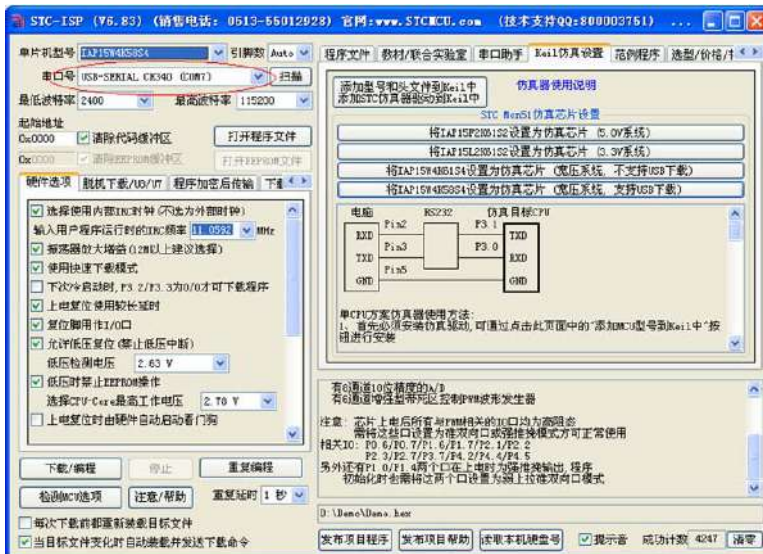 STC-ISP (V6.83) (销售电话: 0513-55012928) 官网:www.STCMCU.com (技术支持QQ:800003751) ...
单片机型号 IAP15W4K58S4 引脚数 Auto
串口号 USB-SERIAL CH340 (COM7) 扫描
最低波特率 2400 最高波特率 115200
起始地址
0x0000 清除代码缓冲区 打开程序文件
0x0000 清除EEPROM缓冲区 打开EEPROM文件
硬件选项 脱机下载/U8/U7 程序加密后传输
选择使用内部IRC时钟(不选为外部时钟)
输入用户程序运行时的IRC频率 11.0592 MHz
振荡器放大增益(12M以上建议选择)
使用快速下载模式
下次冷启动时,P3.2/P3.3为0/0才可下载程序
上电复位使用较长延时
复位脚用作I/O口
允许低压复位(禁止低压中断)
低压检测电压 2.63 V
低压时禁止EEPROM操作
选择CPU-Core最高工作电压 2.70 V
上电复位时由硬件自动启动看门狗
下载/编程 停止 重复编程
检测MCU选项 注意/帮助 重复延时 1 秒
每次下载前都重新装载目标文件
当目标文件变化时自动装载并发送下载命令
程序文件 教材/联合实验室 串口助手 Keil仿真设置 范例程序 选型/价格/
添加型号和头文件到Keil中
添加STC仿真器驱动到Keil中
仿真器使用说明
STC Mon51仿真芯片设置
将IAP15F2K61S2设置为仿真芯片 (5.0V系统)
将IAP15L2K61S2设置为仿真芯片 (3.3V系统)
将IAP15W4K61S4设置为仿真芯片 (宽压系统, 不支持USB下载)
将IAP15W4K58S4设置为仿真芯片 (宽压系统, 支持USB下载)
电脑 RS232 仿真目标CPU
RXD Pin2 P3.1 TXD
TXD Pin3 P3.0 RXD
GND Pin5 GND
单CPU方案仿真器使用方法:
1、首先必须安装仿真驱动,可通过点击此页面中的"添加MCU型号到Keil中"按
钮进行安装
有8通道10位精度的A/D
有6通道增强型带死区控制PWM波形发生器
注意: 芯片上电后所有与PWM相关的IO口均为高阻态
需将这些口设置为准双向口或强推挽模式方可正常使用
相关IO: P0.6/P0.7/P1.6/P1.7/P2.1/P2.2
P2.3/P2.7/P3.7/P4.2/P4.4/P4.5
另外还有P1.0/P1.4两个口在上电时为强推挽输出, 程序
初始化时也需将这两个口设置为弱上拉准双向口模式
D:\Demo\Demo.hex
发布项目程序 发布项目帮助 读取本机硬盘号 提示音 成功计数 4247 清零